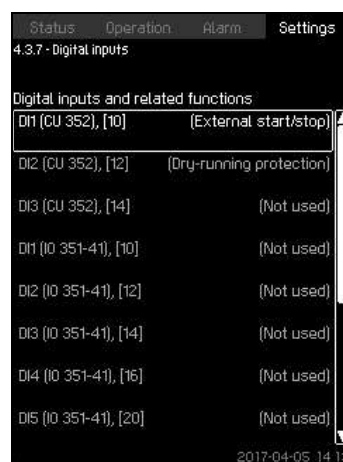 Status Operation Alarm Settings
4.3.7 - Digital inputs
Digital inputs and related functions
DI1 (CU 352), [10] (External start/stop)
DI2 (CU 352), [12] (Dry-running protection)
DI3 (CU 352), [14] (Not used)
DI1 (IO 351-41), [10] (Not used)
DI2 (IO 351-41), [12] (Not used)
DI3 (IO 351-41), [14] (Not used)
DI4 (IO 351-41), [16] (Not used)
DI5 (IO 351-41), [20] (Not used)
2017-04-05 14